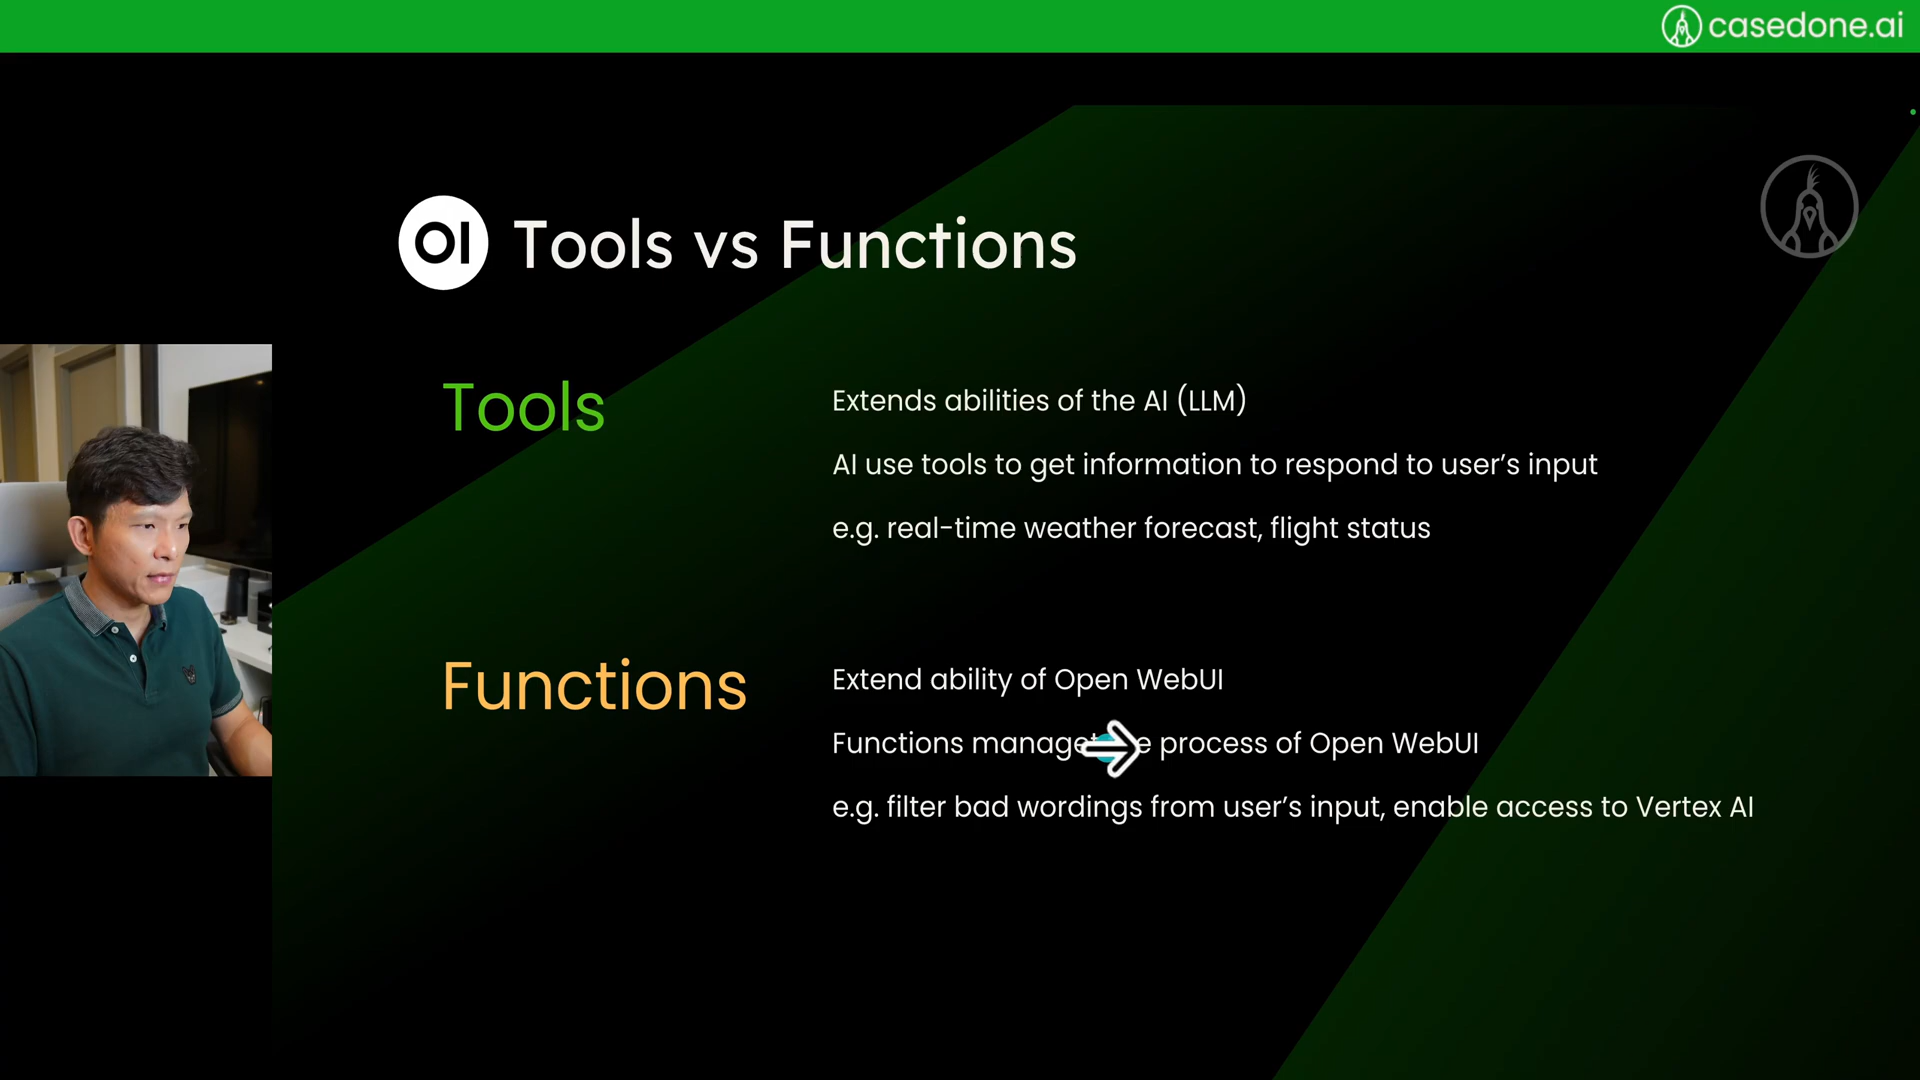 casedone.ai
OI Tools vs Functions
Tools
Extends abilities of the AI (LLM)
AI use tools to get information to respond to user’s input
e.g. real-time weather forecast, flight status
Functions
Extend ability of Open WebUI
Functions manage process of Open WebUI
e.g. filter bad wordings from user’s input, enable access to Vertex AI